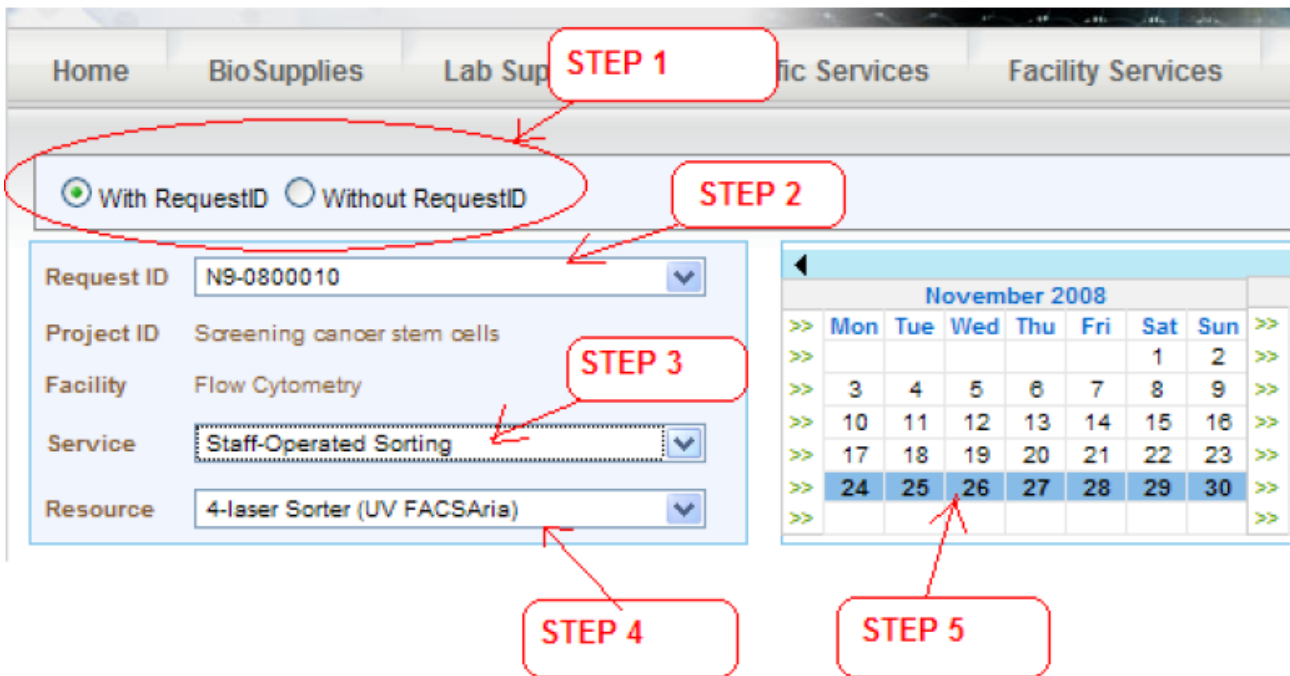 Home BioSupplies Lab Sup STEP 1 fic Services Facility Services
With RequestID Without RequestID
STEP 2
Request ID N9-0800010
Project ID Screening cancer stem cells
STEP 3
Facility Flow Cytometry
Service Staff-Operated Sorting
Resource 4-laser Sorter (UV FACSAria)
November 2008
>> Mon Tue Wed Thu Fri Sat Sun >>
>> 1 2 >>
>> 3 4 5 6 7 8 9 >>
>> 10 11 12 13 14 15 16 >>
>> 17 18 19 20 21 22 23 >>
>> 24 25 26 27 28 29 30 >>
>> >>
STEP 4
STEP 5